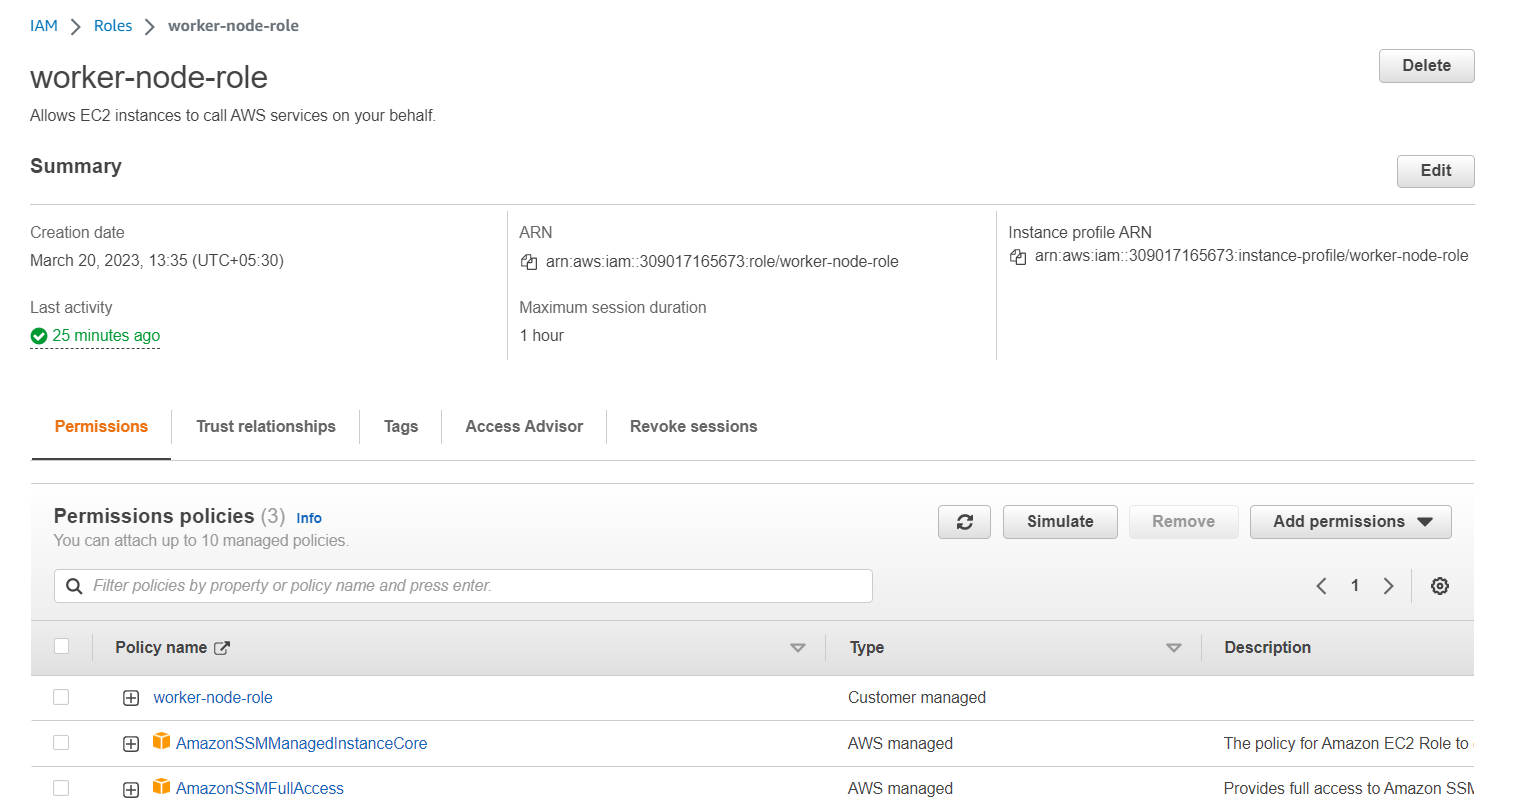 IAM > Roles > worker-node-role
worker-node-role
Delete
Allows EC2 instances to call AWS services on your behalf.
Summary
Edit
Creation date
March 20, 2023, 13:35 (UTC+05:30)
ARN
arn:aws:iam::309017165673:role/worker-node-role
Instance profile ARN
arn:aws:iam::309017165673:instance-profile/worker-node-role
Last activity
25 minutes ago
Maximum session duration
1 hour
Permissions
Trust relationships
Tags
Access Advisor
Revoke sessions
Permissions policies (3) Info
You can attach up to 10 managed policies.
Simulate
Remove
Add permissions
Filter policies by property or policy name and press enter.
1
Policy name
Type
Description
worker-node-role
Customer managed
AmazonSSMManagedInstanceCore
AWS managed
The policy for Amazon EC2 Role to
AmazonSSMFullAccess
AWS managed
Provides full access to Amazon SSM